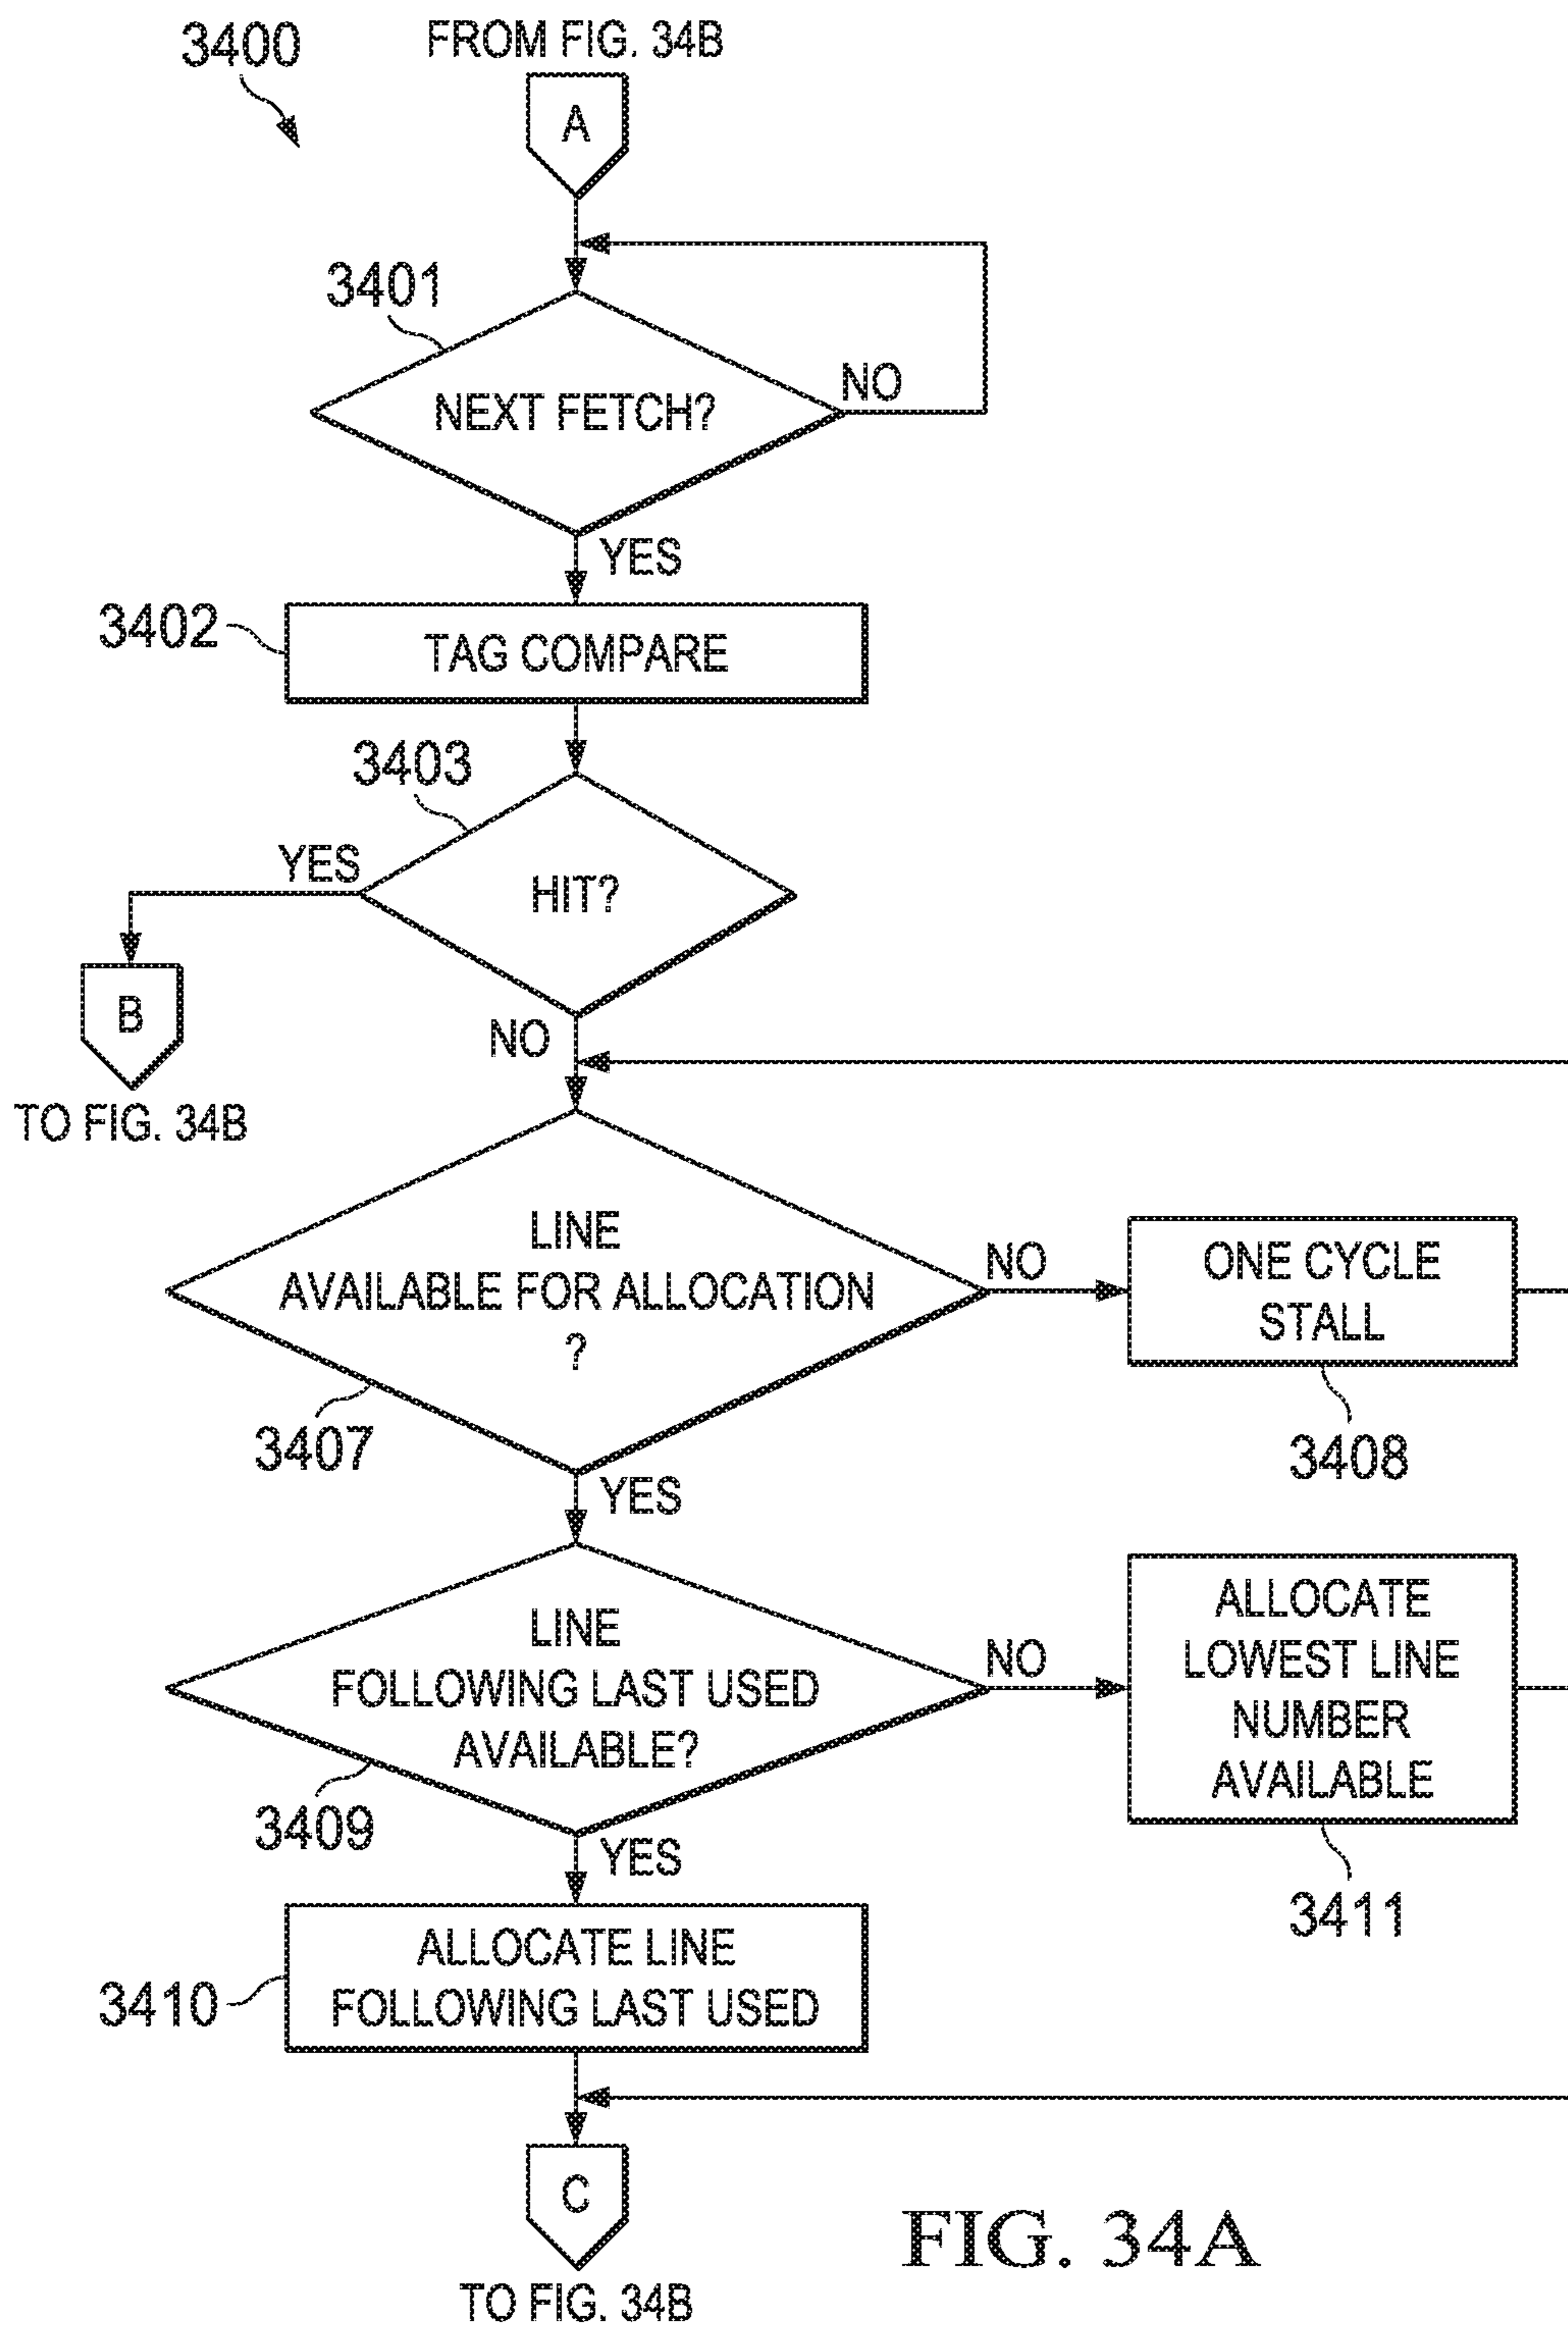 3400
FROM FIG. 34B
A
3401
NEXT FETCH?
NO
YES
3402
TAG COMPARE
3403
YES
HIT?
B
NO
TO FIG. 34B
LINE
AVAILABLE FOR ALLOCATION
?
NO
ONE CYCLE
STALL
3407
3408
YES
LINE
FOLLOWING LAST USED
AVAILABLE?
NO
ALLOCATE
LOWEST LINE
NUMBER
AVAILABLE
3409
YES
3411
ALLOCATE LINE
FOLLOWING LAST USED
3410
C
TO FIG. 34B
FIG. 34A